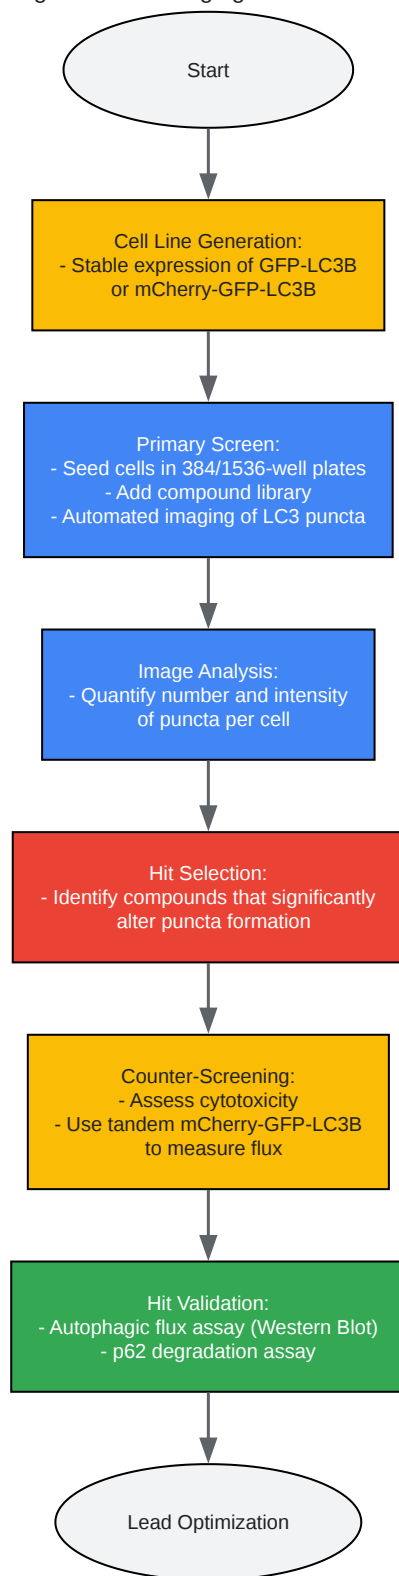 Start
Cell Line Generation:
- Stable expression of GFP-LC3B
or mCherry-GFP-LC3B
Primary Screen:
- Seed cells in 384/1536-well plates
- Add compound library
- Automated imaging of LC3 puncta
Image Analysis:
- Quantify number and intensity
of puncta per cell
Hit Selection:
- Identify compounds that significantly
alter puncta formation
Counter-Screening:
- Assess cytotoxicity
- Use tandem mCherry-GFP-LC3B
to measure flux
Hit Validation:
- Autophagic flux assay (Western Blot)
- p62 degradation assay
Lead Optimization